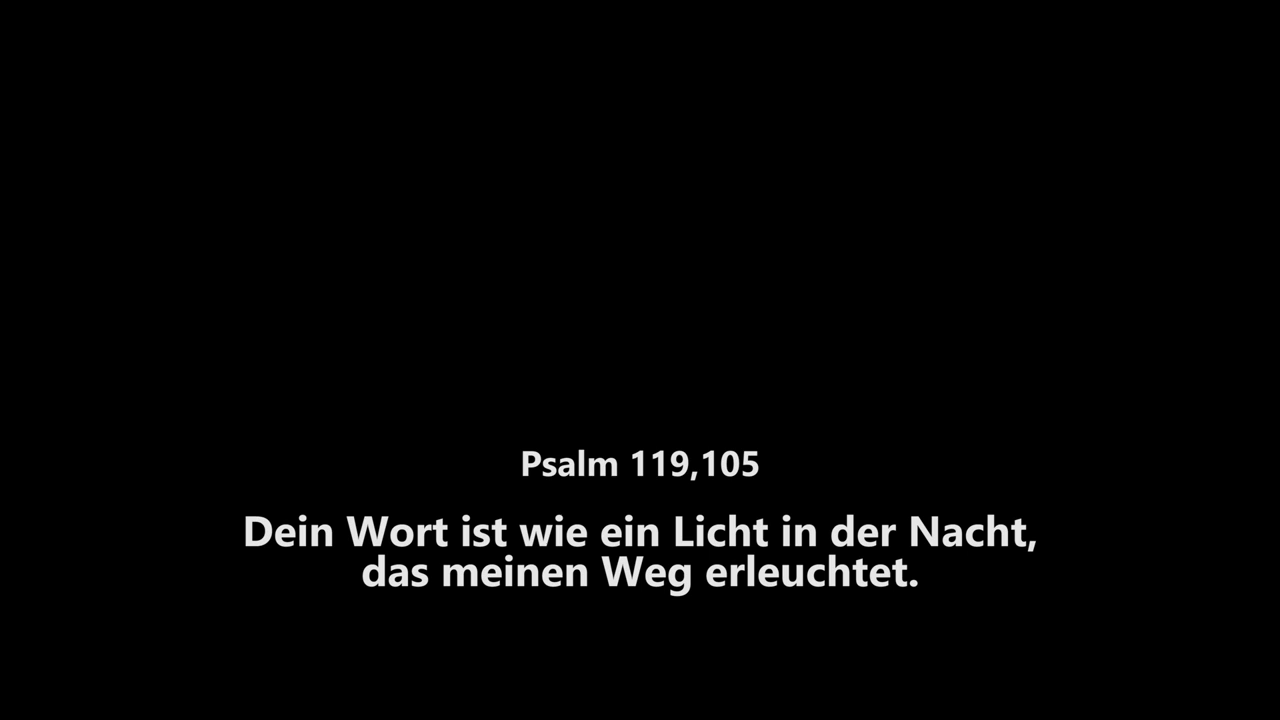 Psalm 119,105
Dein Wort ist wie ein Licht in der Nacht,
das meinen Weg erleuchtet.